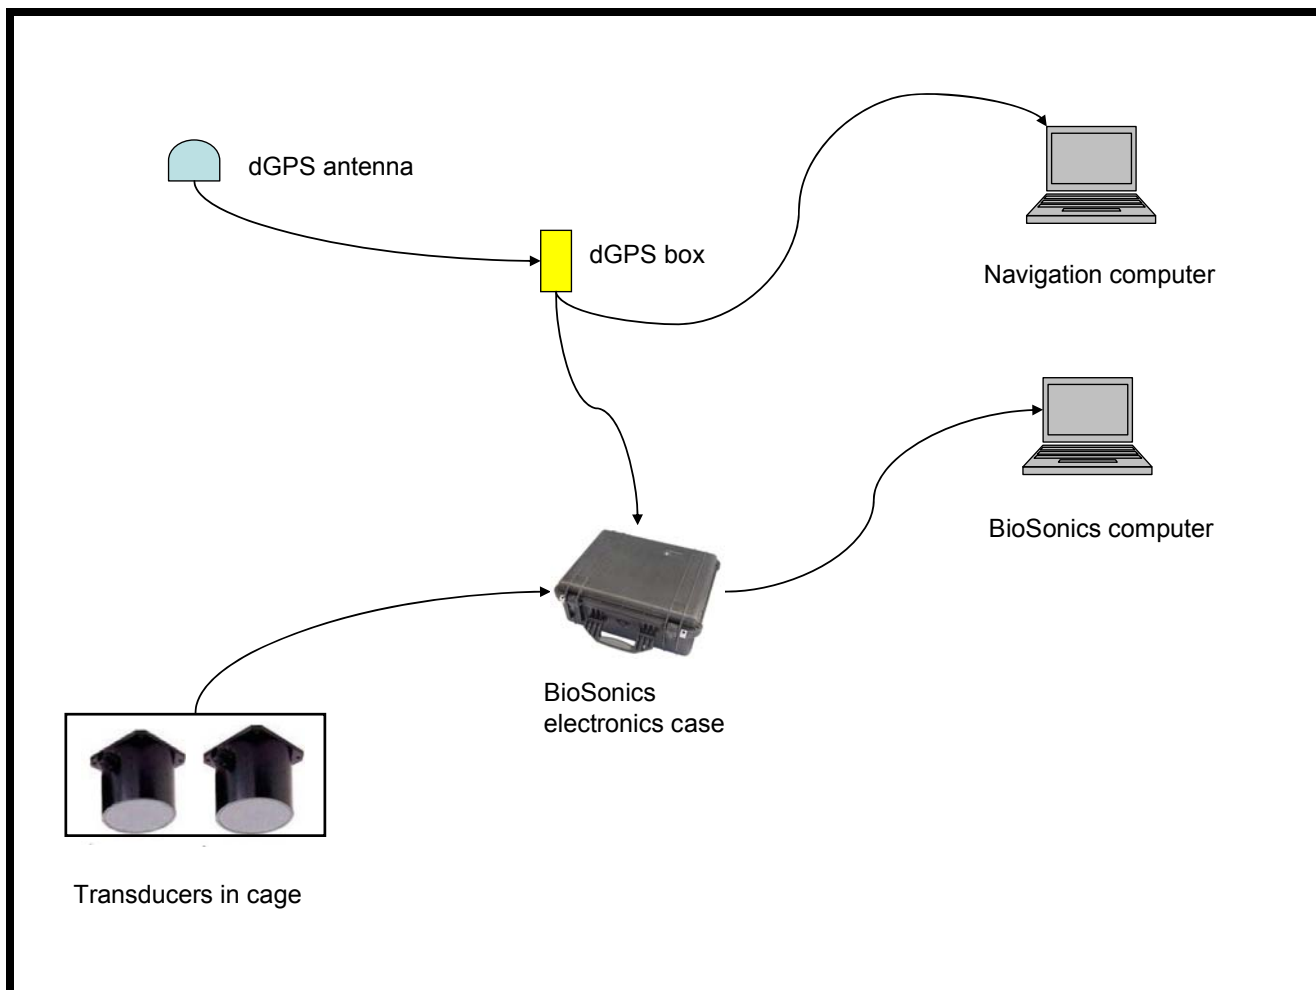 dGPS antenna
dGPS box
Navigation computer
BioSonics computer
BioSonics
electronics case
Transducers in cage